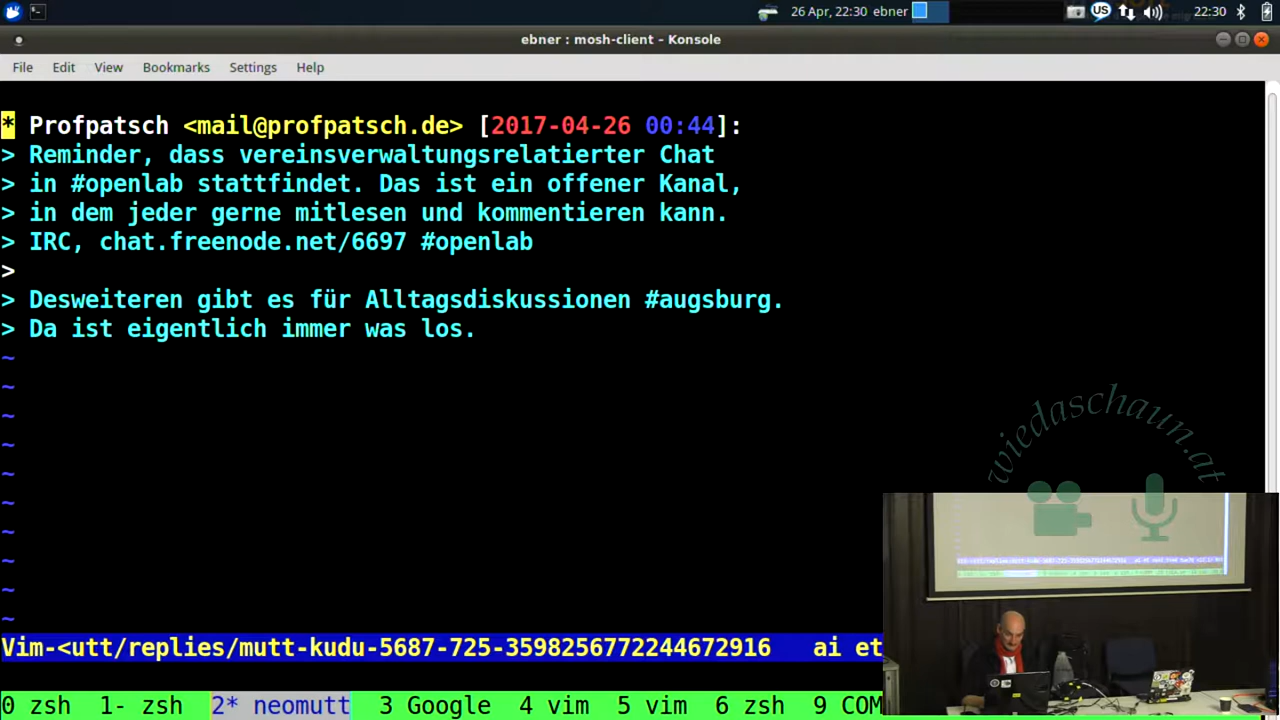 26 Apr, 22:30 ebner
US
22:30
ebner : mosh-client – Konsole
File Edit View Bookmarks Settings Help
* Profpatsch <mail@profpatsch.de> [2017-04-26 00:44]:
> Reminder, dass vereinsverwaltungsrelatierter Chat
> in #openlab stattfindet. Das ist ein offener Kanal,
> in dem jeder gerne mitlesen und kommentieren kann.
> IRC, chat.freenode.net/6697 #openlab
>
> Desweiteren gibt es für Alltagsdiskussionen #augsburg.
> Da ist eigentlich immer was los.
~
~
~
~
~
~
~
~
~
~
wiedaschaun.at
Vim-<utt/replies/mutt-kudu-5687-725-3598256772244672916 ai et
0 zsh 1- zsh 2* neomutt 3 Google 4 vim 5 vim 6 zsh 9 COM